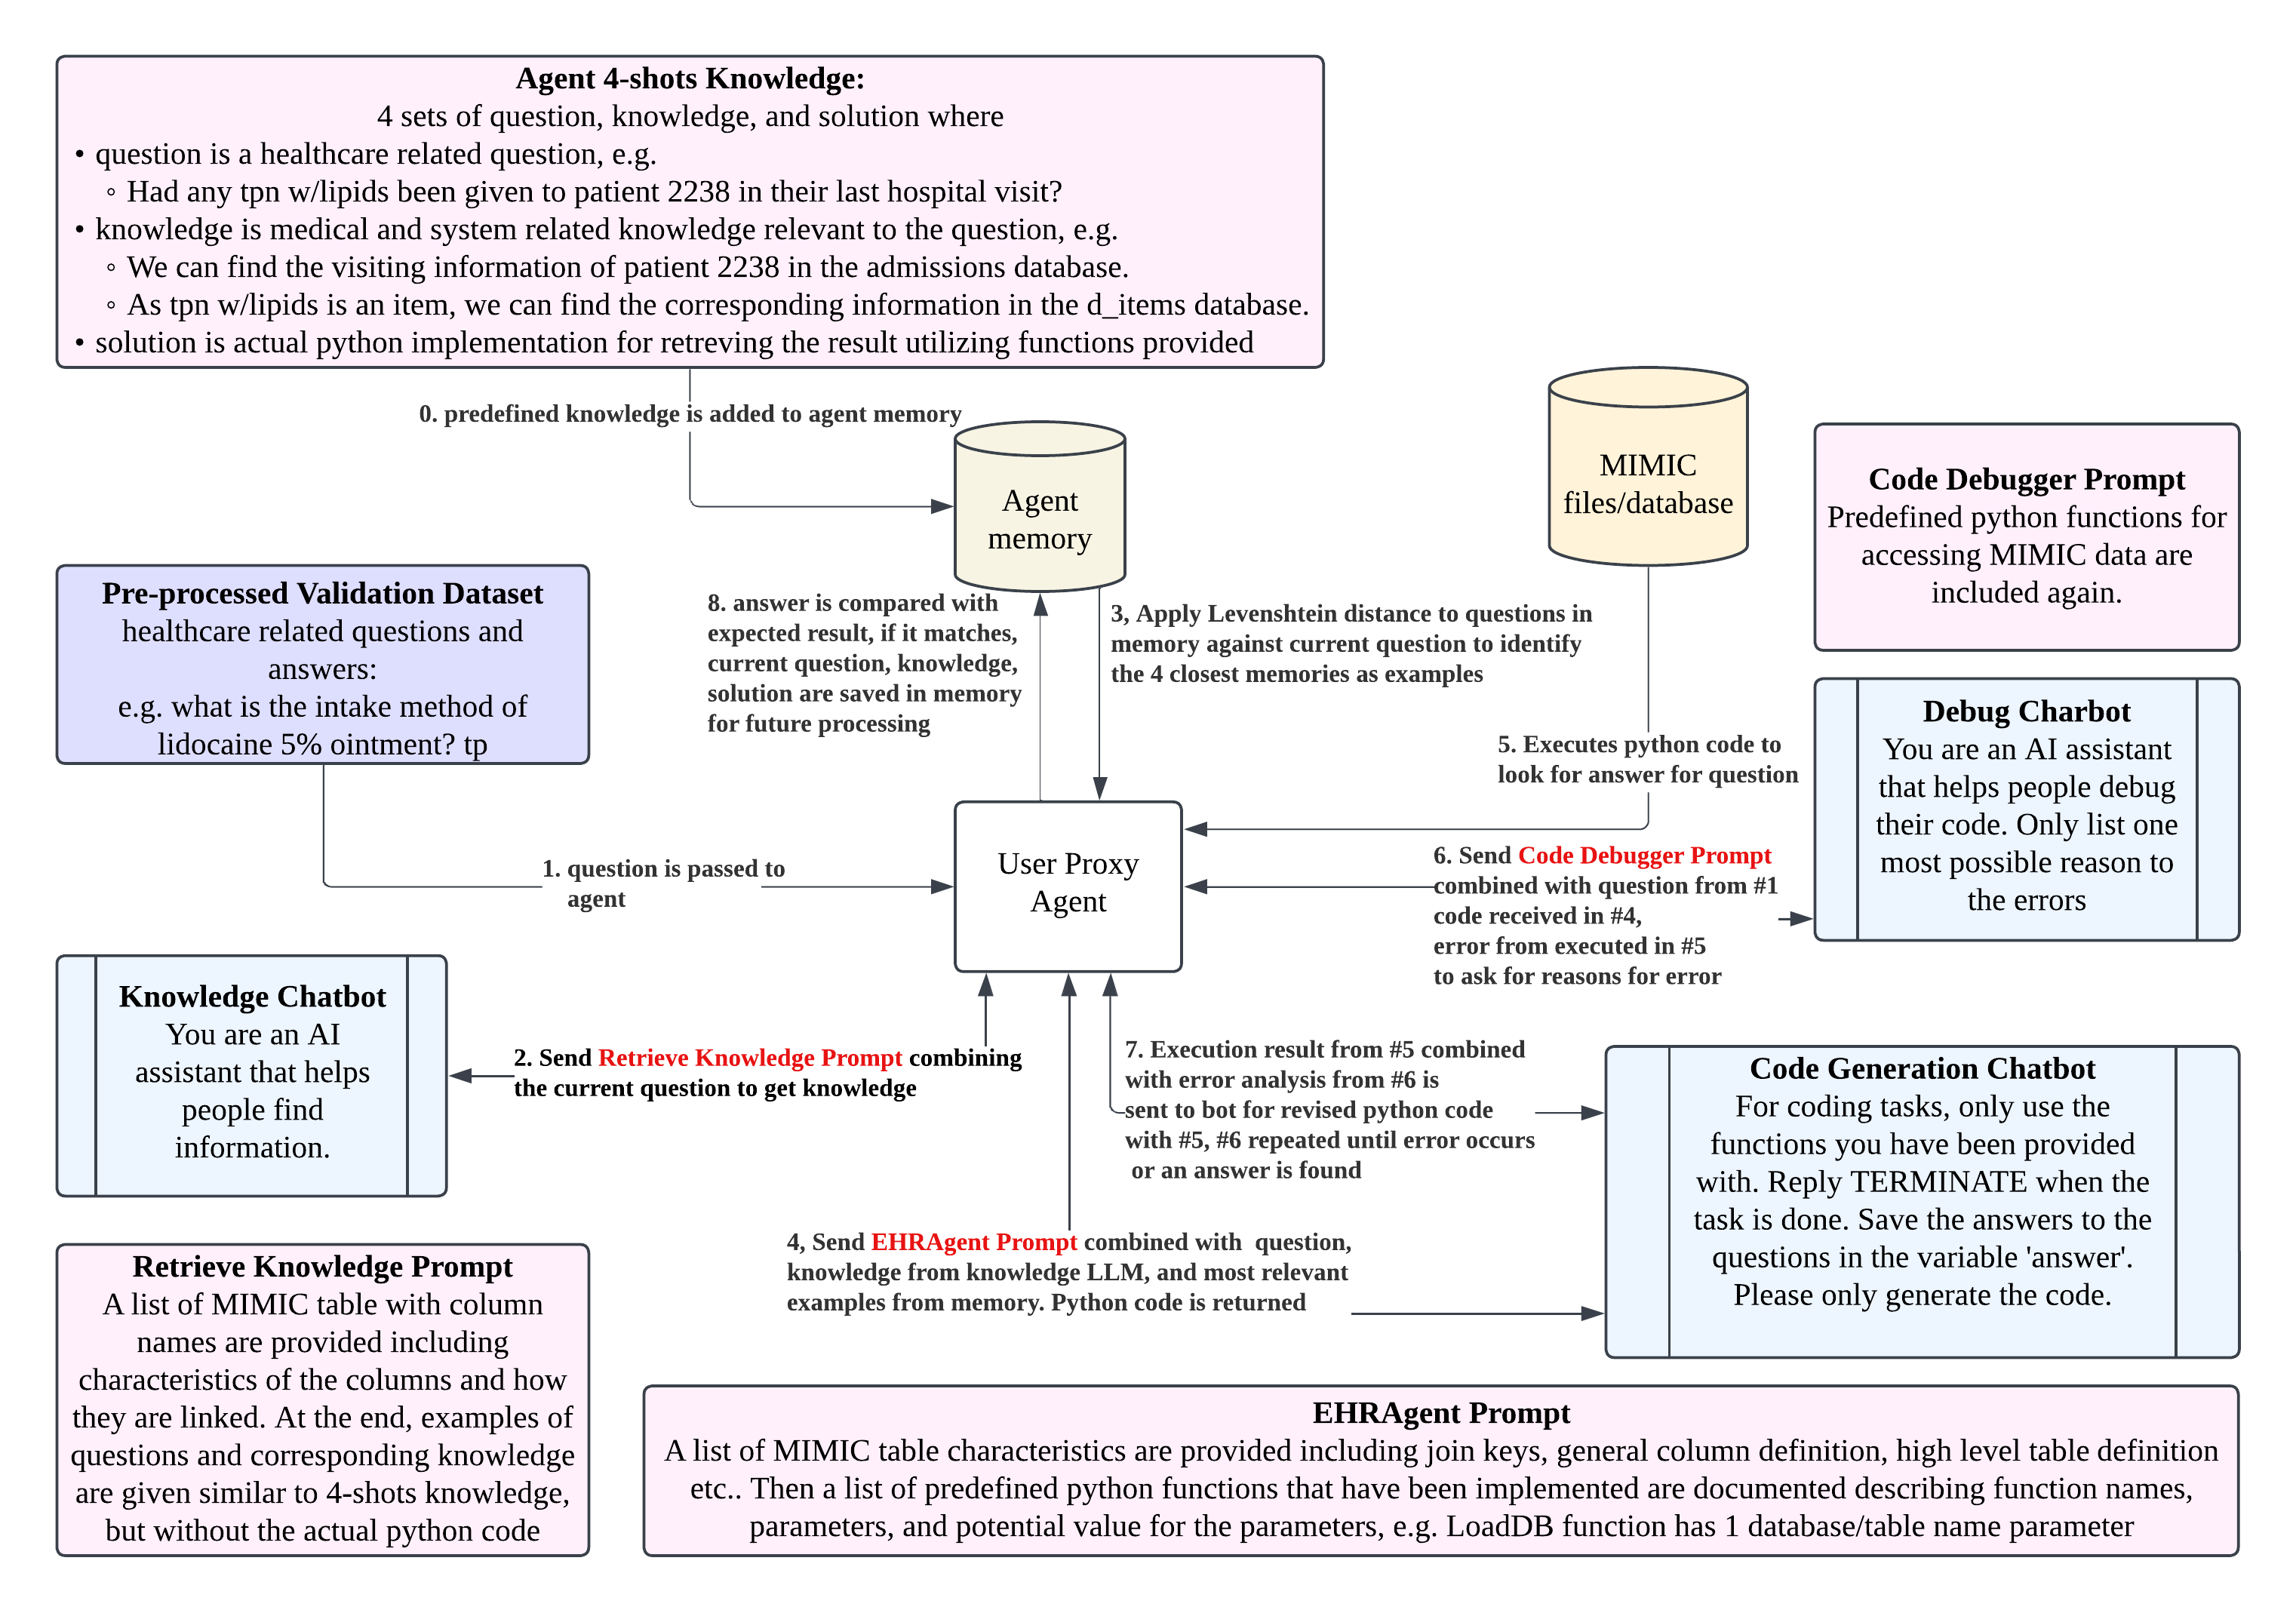 Agent 4-shots Knowledge:
4 sets of question, knowledge, and solution where
• question is a healthcare related question, e.g.
◦ Had any tpn w/lipids been given to patient 2238 in their last hospital visit?
• knowledge is medical and system related knowledge relevant to the question, e.g.
◦ We can find the visiting information of patient 2238 in the admissions database.
◦ As tpn w/lipids is an item, we can find the corresponding information in the d_items database.
• solution is actual python implementation for retreving the result utilizing functions provided
0. predefined knowledge is added to agent memory
Agent
memory
MIMIC
files/database
Code Debugger Prompt
Predefined python functions for
accessing MIMIC data are
included again.
Pre-processed Validation Dataset
healthcare related questions and
answers:
e.g. what is the intake method of
lidocaine 5% ointment? tp
8. answer is compared with
expected result, if it matches,
current question, knowledge,
solution are saved in memory
for future processing
3, Apply Levenshtein distance to questions in
memory against current question to identify
the 4 closest memories as examples
5. Executes python code to
look for answer for question
Debug Charbot
You are an AI assistant
that helps people debug
their code. Only list one
most possible reason to
the errors
1. question is passed to
agent
User Proxy
Agent
6. Send Code Debugger Prompt
combined with question from #1
code received in #4,
error from executed in #5
to ask for reasons for error
Knowledge Chatbot
You are an AI
assistant that helps
people find
information.
2. Send Retrieve Knowledge Prompt combining
the current question to get knowledge
7. Execution result from #5 combined
with error analysis from #6 is
sent to bot for revised python code
with #5, #6 repeated until error occurs
or an answer is found
Code Generation Chatbot
For coding tasks, only use the
functions you have been provided
with. Reply TERMINATE when the
task is done. Save the answers to the
questions in the variable 'answer'.
Please only generate the code.
4, Send EHRAgent Prompt combined with question,
knowledge from knowledge LLM, and most relevant
examples from memory. Python code is returned
Retrieve Knowledge Prompt
A list of MIMIC table with column
names are provided including
characteristics of the columns and how
they are linked. At the end, examples of
questions and corresponding knowledge
are given similar to 4-shots knowledge,
but without the actual python code
EHRAgent Prompt
A list of MIMIC table characteristics are provided including join keys, general column definition, high level table definition
etc.. Then a list of predefined python functions that have been implemented are documented describing function names,
parameters, and potential value for the parameters, e.g. LoadDB function has 1 database/table name parameter